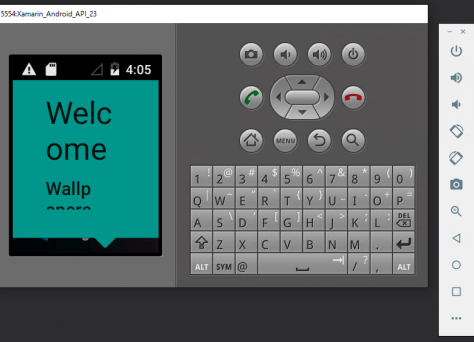 5554:Xamarin_Android_API_23
4:05
Welc
ome
Wallp
apers
MENU
1 ! 2 @ 3 # 4 $ 5 % 6 ^ 7 & 8 * 9 ( 0 )
Q | W ~ E " R ` T { Y } U _ I - O + P =
A S \ D ' F [ G ] H < J > K ; L : DEL
Z X C V B N M .
ALT SYM @ / ? , ALT